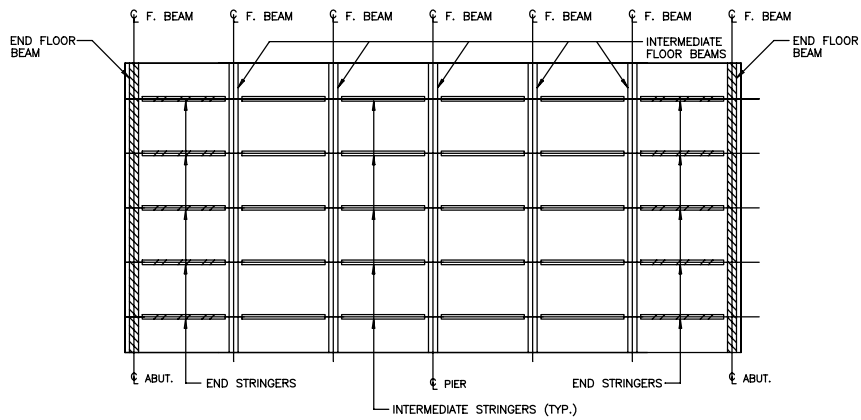 ℄ F. BEAM
℄ F. BEAM
℄ F. BEAM
℄ F. BEAM
℄ F. BEAM
℄ F. BEAM
℄ F. BEAM
END FLOOR
BEAM
INTERMEDIATE
FLOOR BEAMS
END FLOOR
BEAM
℄ ABUT.
END STRINGERS
℄ PIER
END STRINGERS
℄ ABUT.
INTERMEDIATE STRINGERS (TYP.)